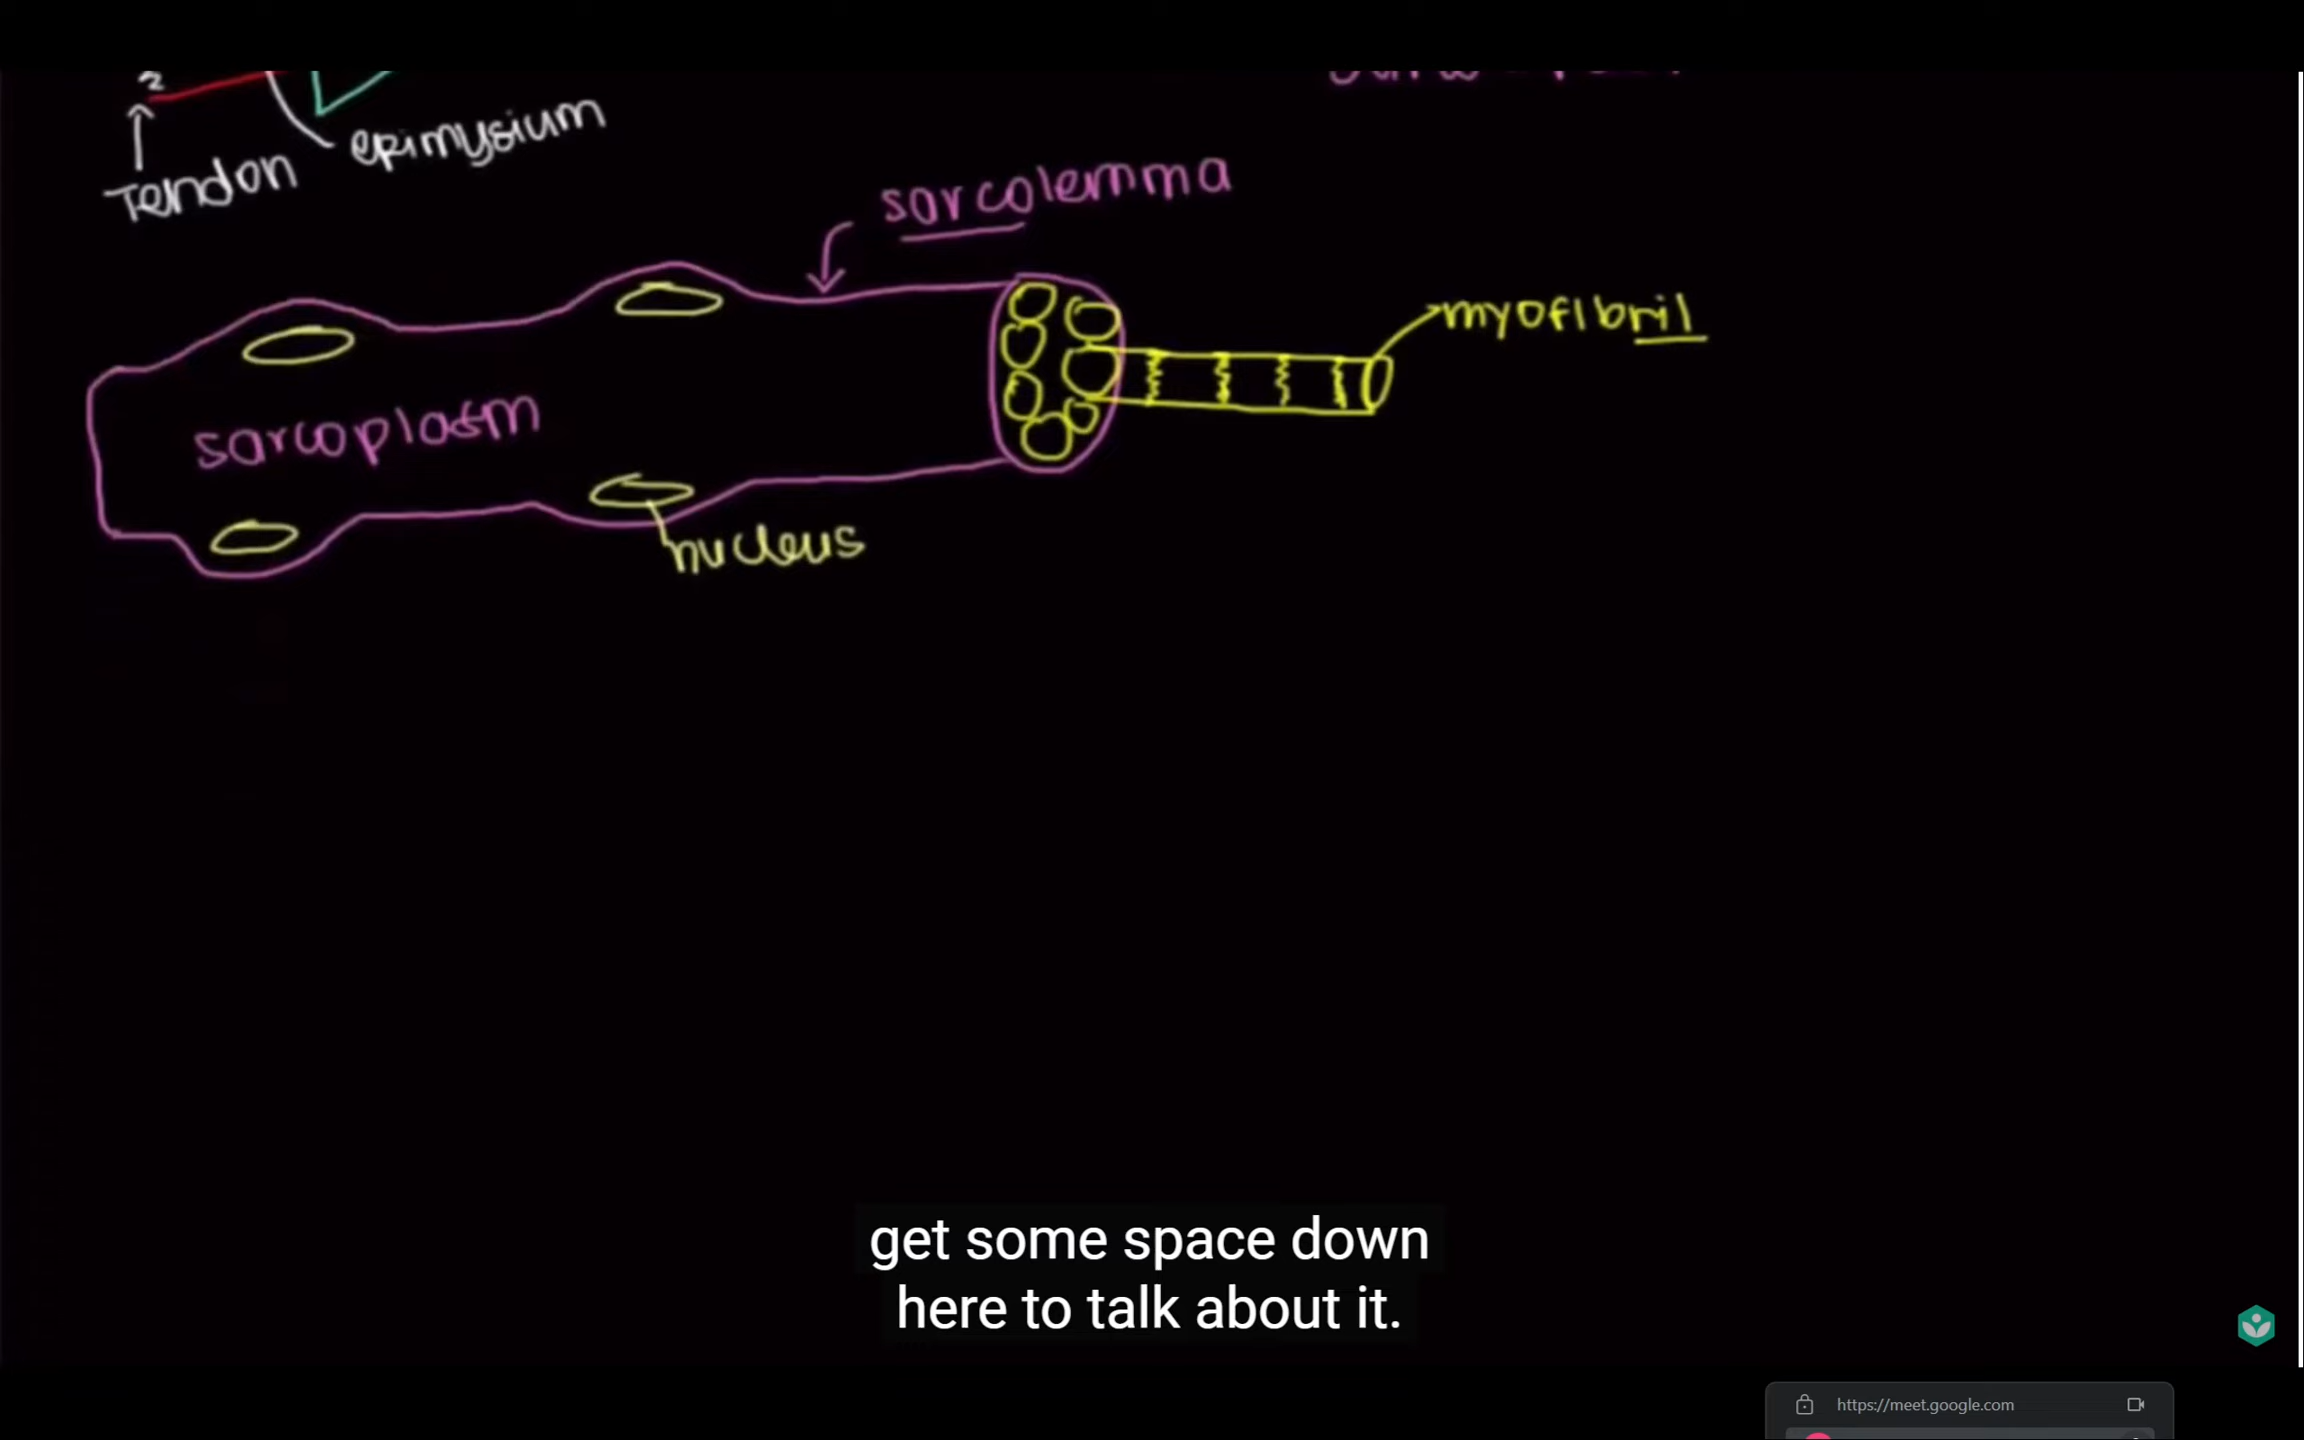 epimysium
Tendon
sarcolemma
myofibril
sarcoplasm
nucleus
get some space down
here to talk about it.
https://meet.google.com